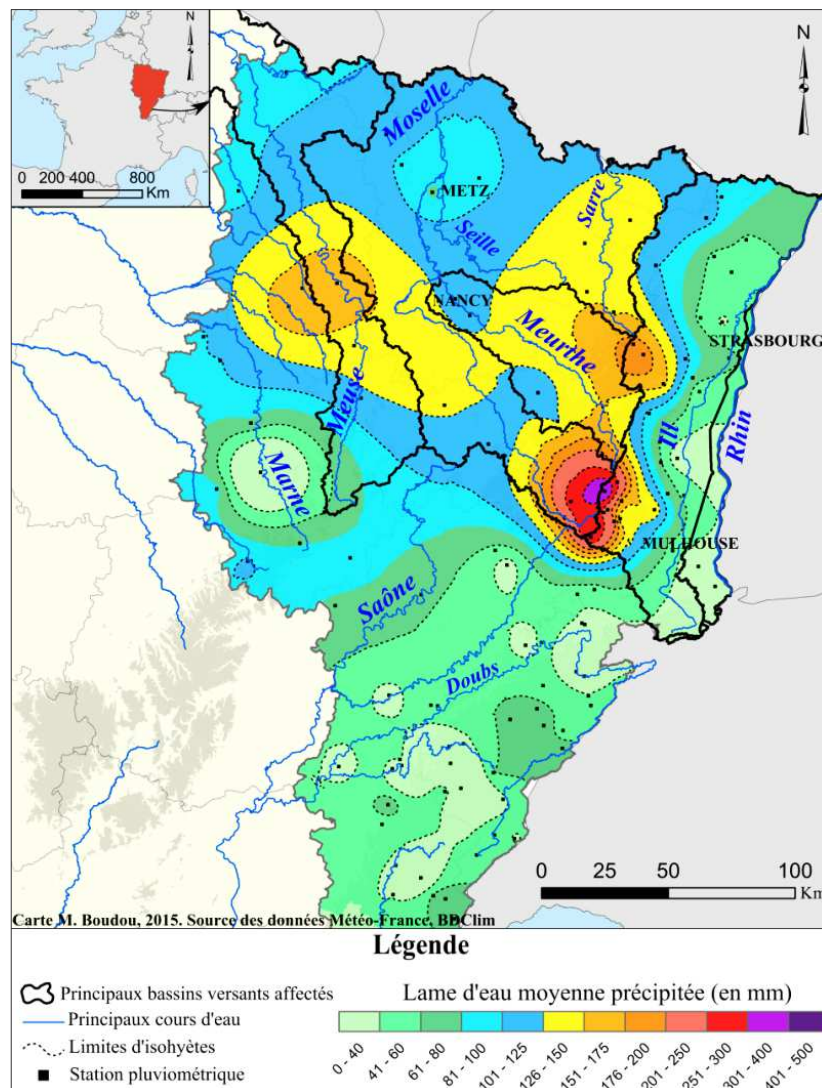 N
0 200 400 800
Km
N
Moselle
METZ
Sarre
Seille
NANCY
Meurthe
STRASBOURG
Meuse
Ill
Rhin
Marne
MULHOUSE
Saône
Doubs
0 25 50 100
Km
Carte M. Boudou, 2015. Source des données Météo-France, BDClim
Légende
Principaux bassins versants affectés
Principaux cours d'eau
Limites d'isohyètes
Station pluviométrique
Lame d'eau moyenne précipitée (en mm)
0 - 40
41 - 60
61 - 80
81 - 100
101 - 125
126 - 150
151 - 175
176 - 200
201 - 250
251 - 300
301 - 400
401 - 500